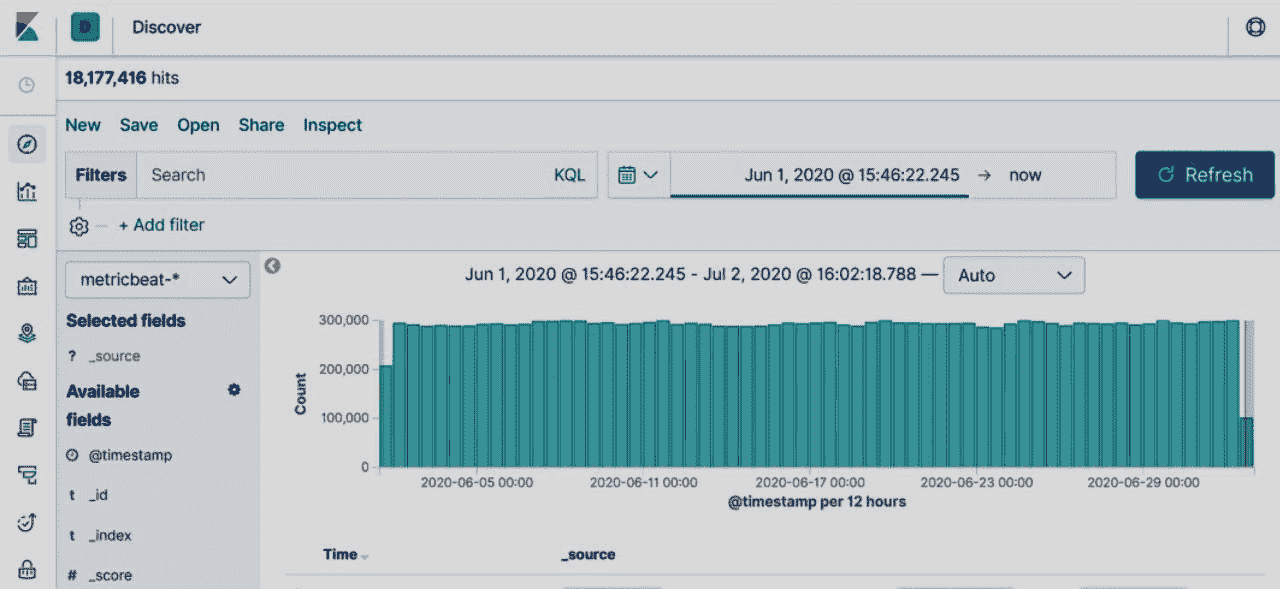 D Discover
18,177,416 hits
New Save Open Share Inspect
Filters Search KQL Jun 1, 2020 @ 15:46:22.245 → now Refresh
+ Add filter
metricbeat-*
Jun 1, 2020 @ 15:46:22.245 - Jul 2, 2020 @ 16:02:18.788 — Auto
Selected fields
? _source
Available
fields
@timestamp
t _id
t _index
# _score
300,000
200,000
100,000
0
Count
2020-06-05 00:00 2020-06-11 00:00 2020-06-17 00:00 2020-06-23 00:00 2020-06-29 00:00
@timestamp per 12 hours
Time _source